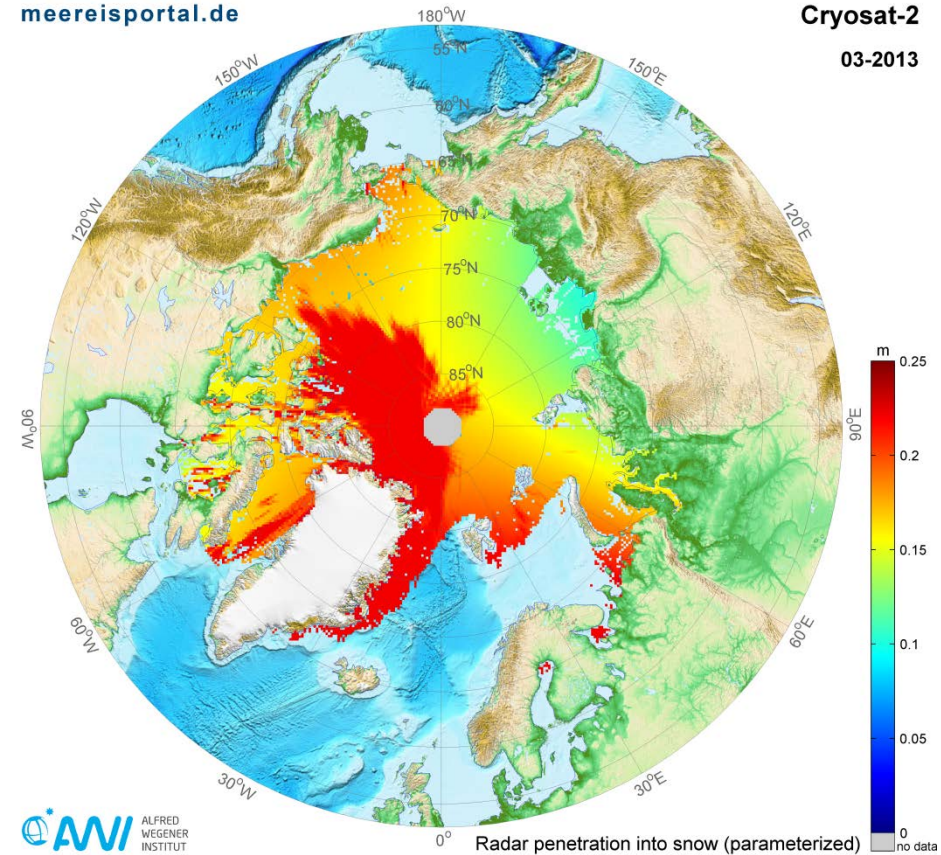 meereisportal.de
Cryosat-2
03-2013
180°W
150°W
150°E
55°N
60°N
65°N
120°W
120°E
70°N
75°N
80°N
85°N
90°W
90°E
m
0.25
0.2
0.15
0.1
0.05
0
no data
60°W
60°E
30°W
30°E
0°
AWI
ALFRED
WEGENER
INSTITUT
Radar penetration into snow (parameterized)